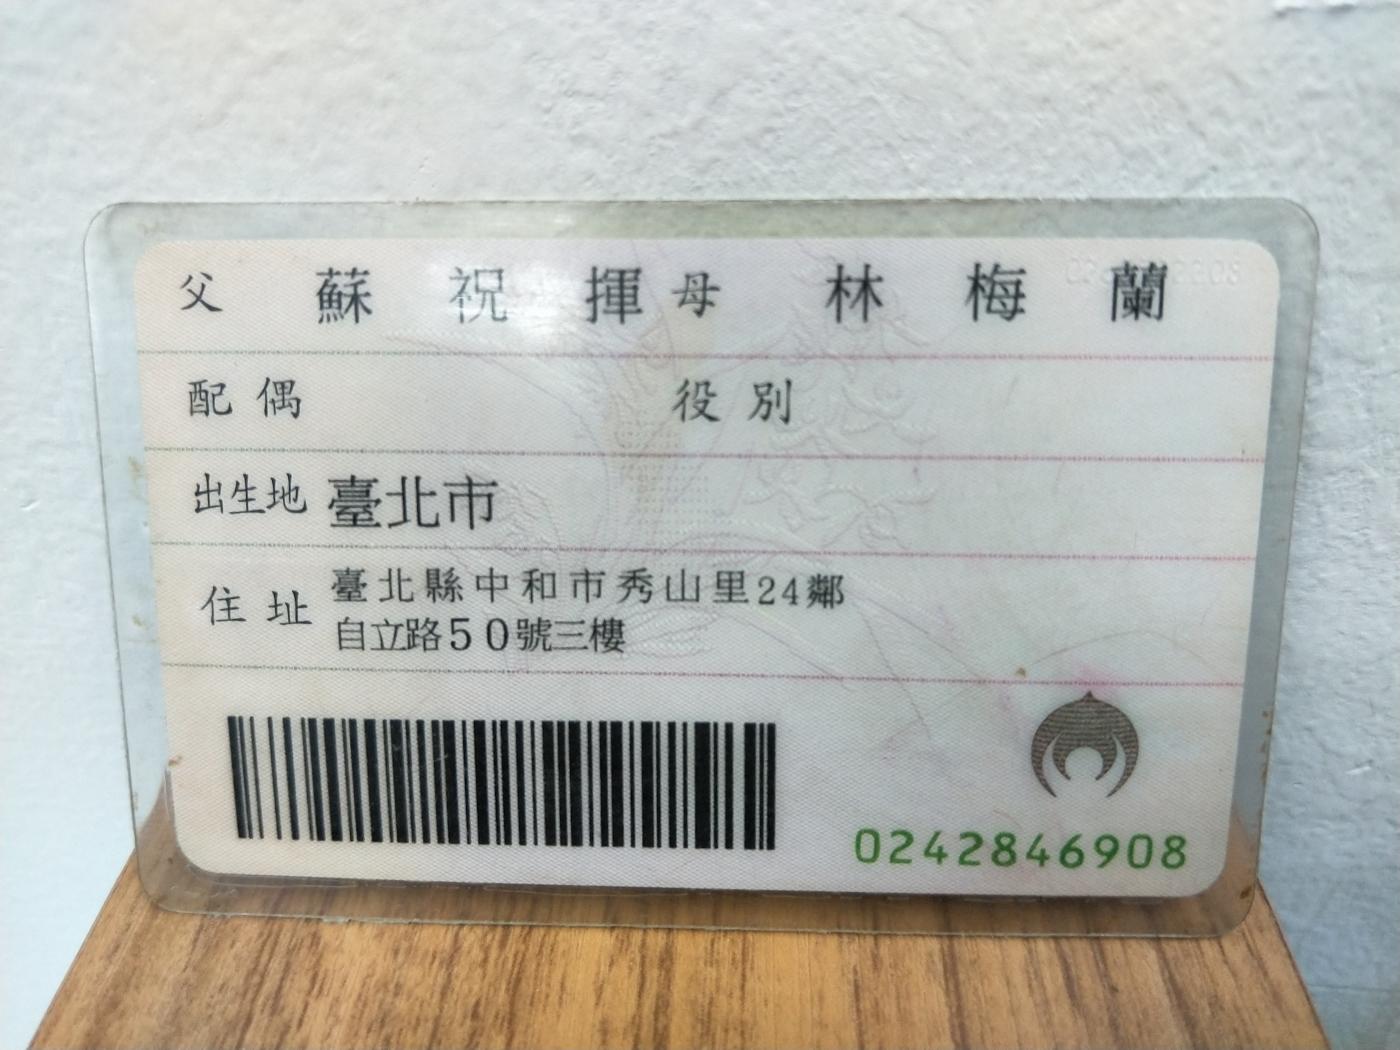 父 蘇祝揮 母 林梅蘭
配偶 役別
出生地 臺北市
住址 臺北縣中和市秀山里24鄰
自立路50號三樓
0242846908